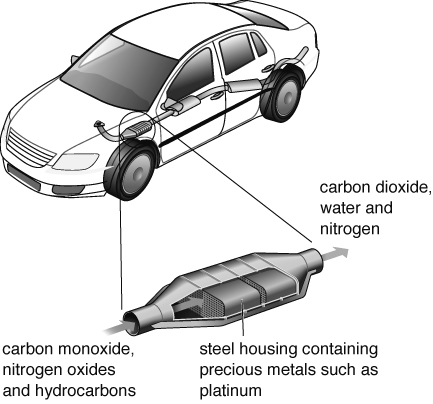 carbon dioxide,
water and
nitrogen
carbon monoxide,
nitrogen oxides
and hydrocarbons
steel housing containing
precious metals such as
platinum